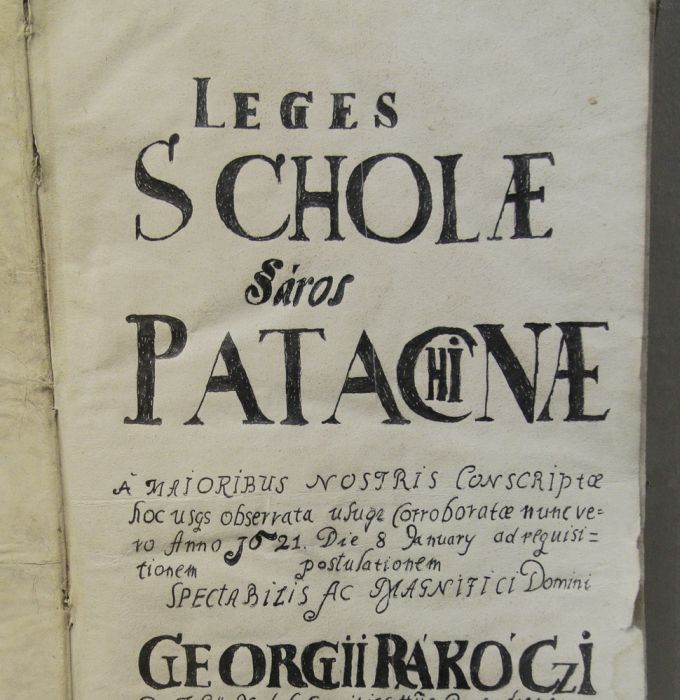 LEGES
SCHOLÆ
Sáros
PATACHiNÆ
A MAIORIBUS NOSTRIS CONSCRIPtæ
hoc usqs observata usuqz Corroboratæ nunc ve=
ro Anno 1621. Die 8 January ad requisi=
tionem postulationem
SPECTABILIS AC MAGNIFICI Domini
GEORGII RÁKÓCZI